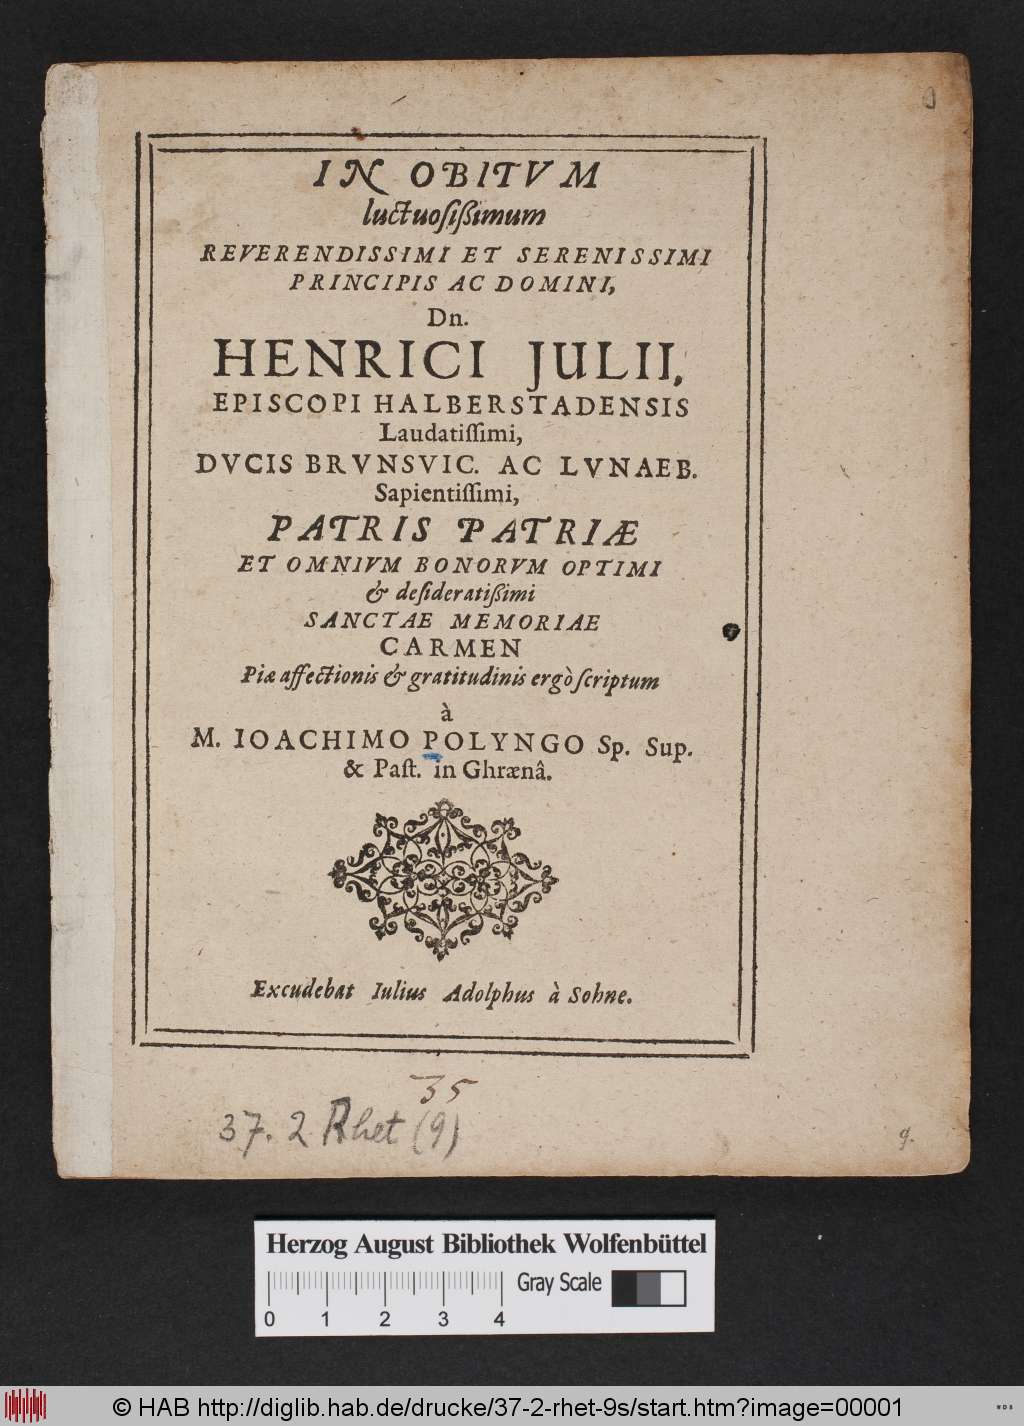 IN OBITVM
luctuosißimum
REVERENDISSIMI ET SERENISSIMI
PRINCIPIS AC DOMINI,
Dn.
HENRICI JULII,
EPISCOPI HALBERSTADENSIS
Laudatiſſimi,
DVCIS BRVNSVIC. AC LVNAEB.
Sapientiſſimi,
PATRIS PATRIÆ
ET OMNIVM BONORVM OPTIMI
& deſideratißimi
SANCTAE MEMORIAE
CARMEN
Piæ affectionis & gratitudinis ergò ſcriptum
à
M. IOACHIMO POLYNGO Sp. Sup.
& Paſt. in Ghrænâ.
Excudebat Iulius Adolphus à Sohne.
35
37. 2 Rhet (9)
9.
Herzog August Bibliothek Wolfenbüttel
Gray Scale
0 1 2 3 4
© HAB http://diglib.hab.de/drucke/37-2-rhet-9s/start.htm?image=00001
WDB